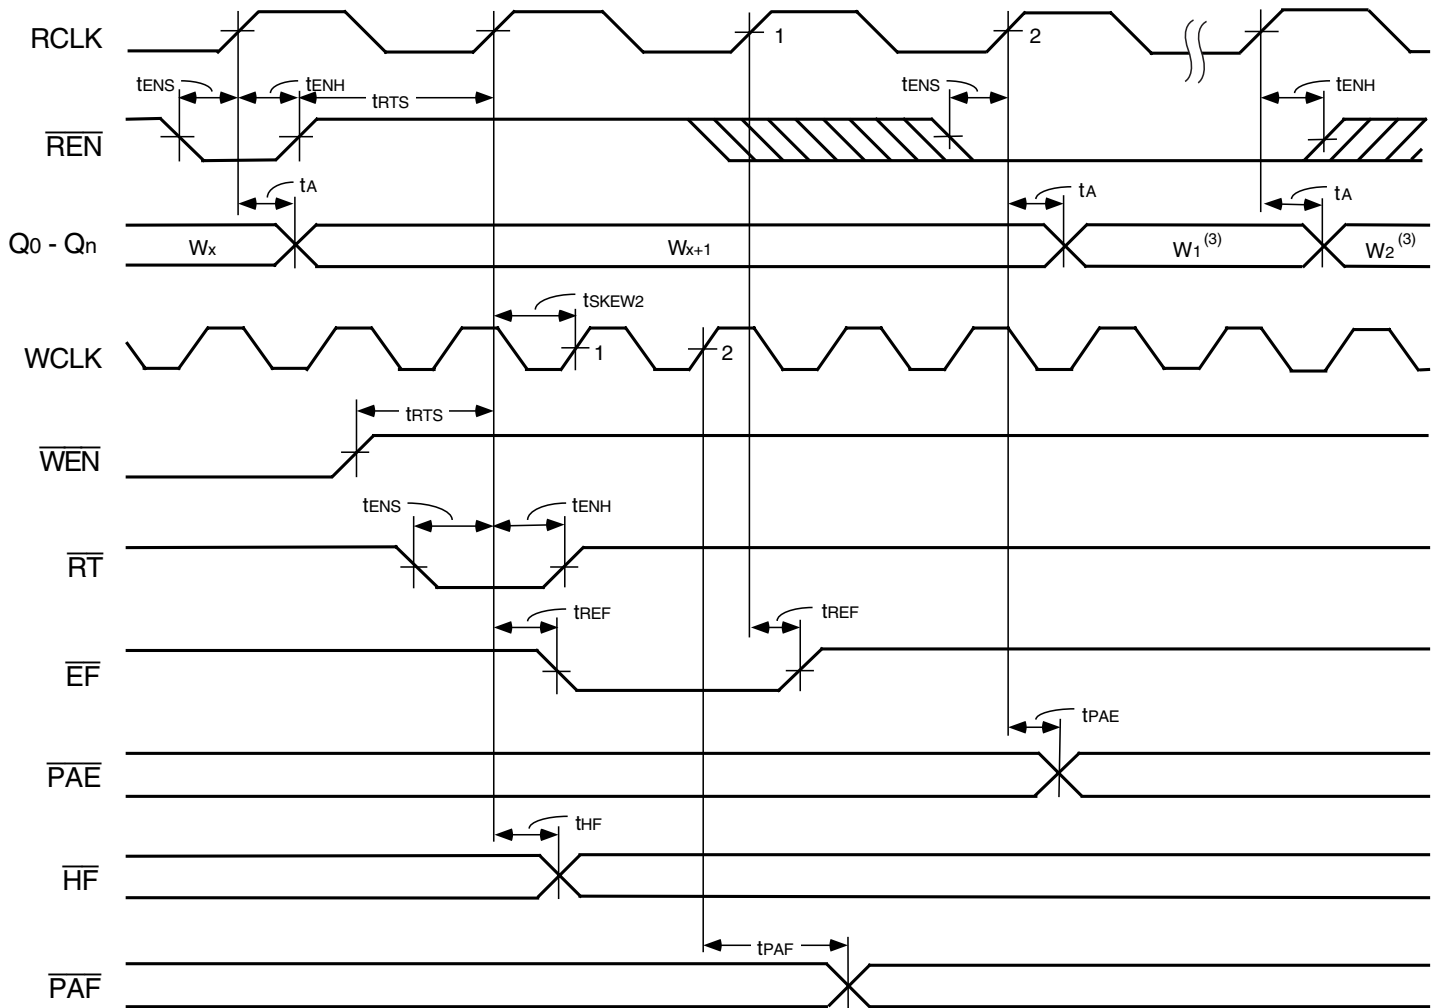 RCLK 1 2
tENS tENH tRTS tENS tENH
REN
tA tA tA
Q0 - Qn Wx Wx+1 W1(3) W2(3)
tSKEW2
WCLK 1 2
tRTS
WEN
tENS tENH
RT
tREF tREF
EF
tPAE
PAE
tHF
HF
tPAF
PAF